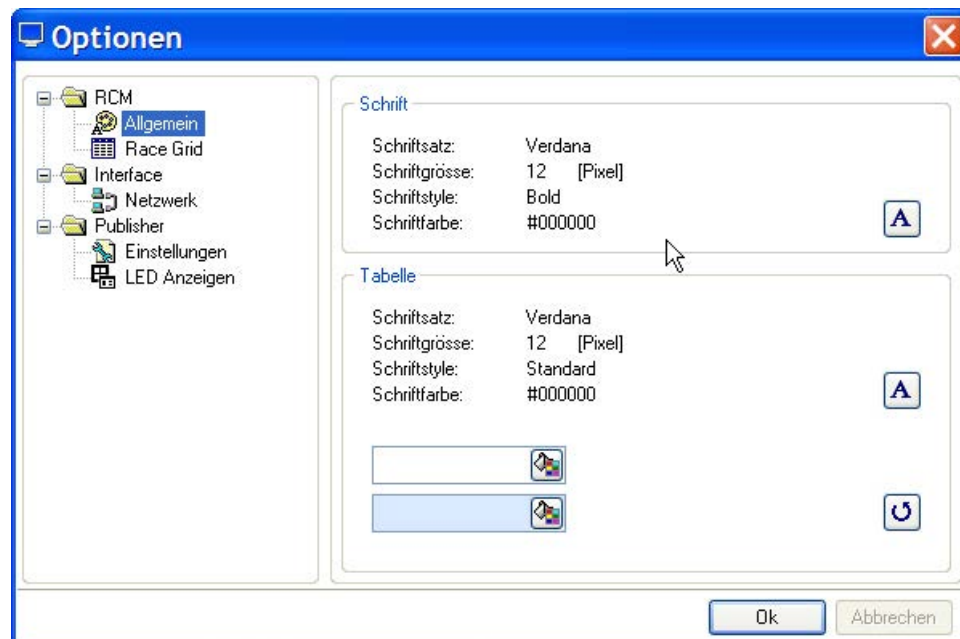 Optionen
RCM
Allgemein
Race Grid
Interface
Netzwerk
Publisher
Einstellungen
LED Anzeigen
Schrift
Schriftsatz: Verdana
Schriftgrösse: 12 [Pixel]
Schriftstyle: Bold
Schriftfarbe: #000000
A
Tabelle
Schriftsatz: Verdana
Schriftgrösse: 12 [Pixel]
Schriftstyle: Standard
Schriftfarbe: #000000
A
Ok Abbrechen